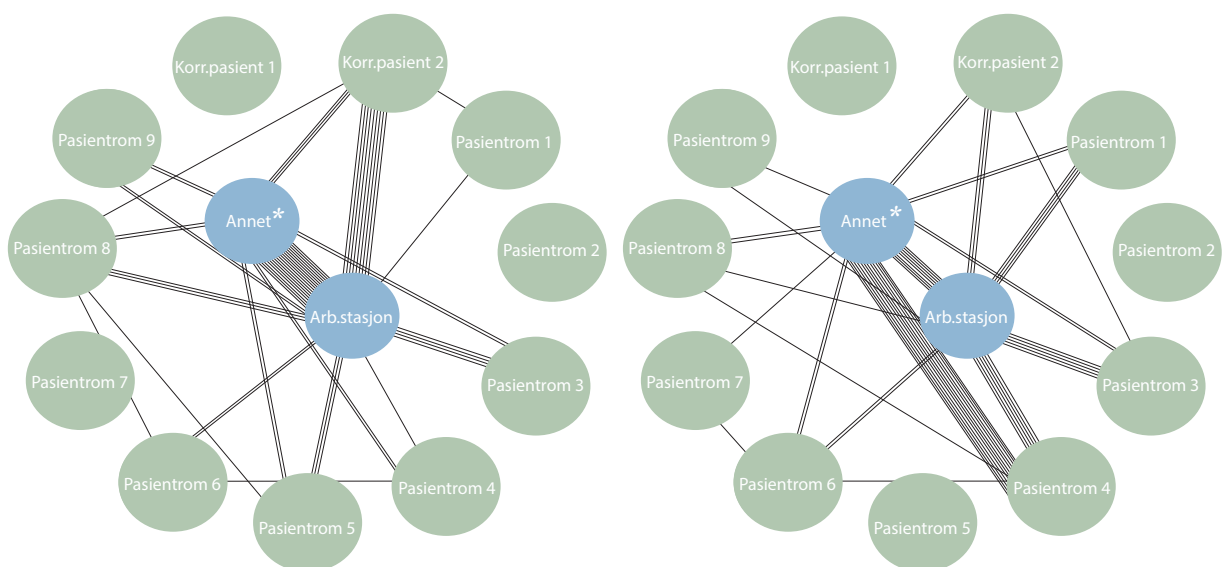 Korr.pasient 1
Korr.pasient 2
Pasientrom 9
Pasientrom 1
Annet*
Pasientrom 8
Pasientrom 2
Arb.stasjon
Pasientrom 7
Pasientrom 3
Pasientrom 6
Pasientrom 4
Pasientrom 5
Korr.pasient 1
Korr.pasient 2
Pasientrom 9
Pasientrom 1
Annet*
Pasientrom 8
Pasientrom 2
Arb.stasjon
Pasientrom 7
Pasientrom 3
Pasientrom 6
Pasientrom 4
Pasientrom 5